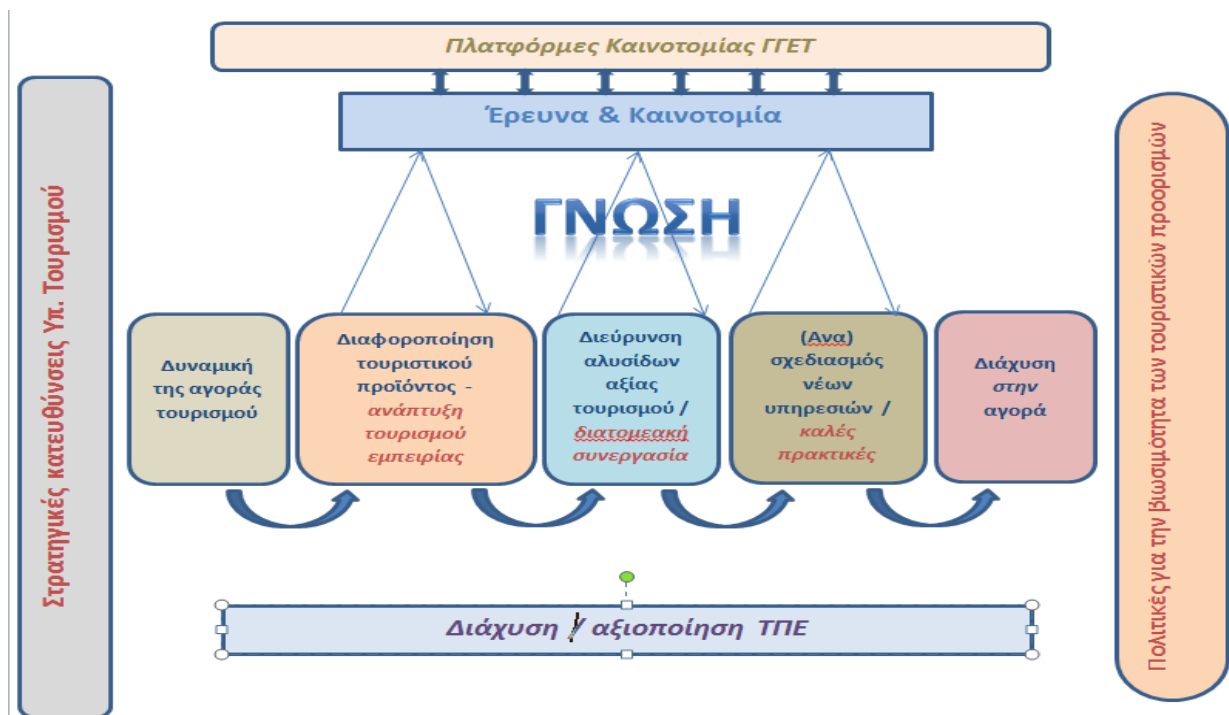 Πλατφόρμες Καινοτομίας ΓΓΕΤ
Έρευνα & Καινοτομία
ΓΝΩΣΗ
Στρατηγικές κατευθύνσεις Υπ. Τουρισμού
Δυναμική
της αγοράς
τουρισμού
Διαφοροποίηση
τουριστικού
προϊόντος -
ανάπτυξη
τουρισμού
εμπειρίας
Διεύρυνση
αλυσίδων
αξίας
τουρισμού /
διατομεακή
συνεργασία
(Ανα)
σχεδιασμός
νέων
υπηρεσιών /
καλές
πρακτικές
Διάχυση
στην
αγορά
Πολιτικές για την βιωσιμότητα των τουριστικών προορισμών
Διάχυση / αξιοποίηση ΤΠΕ